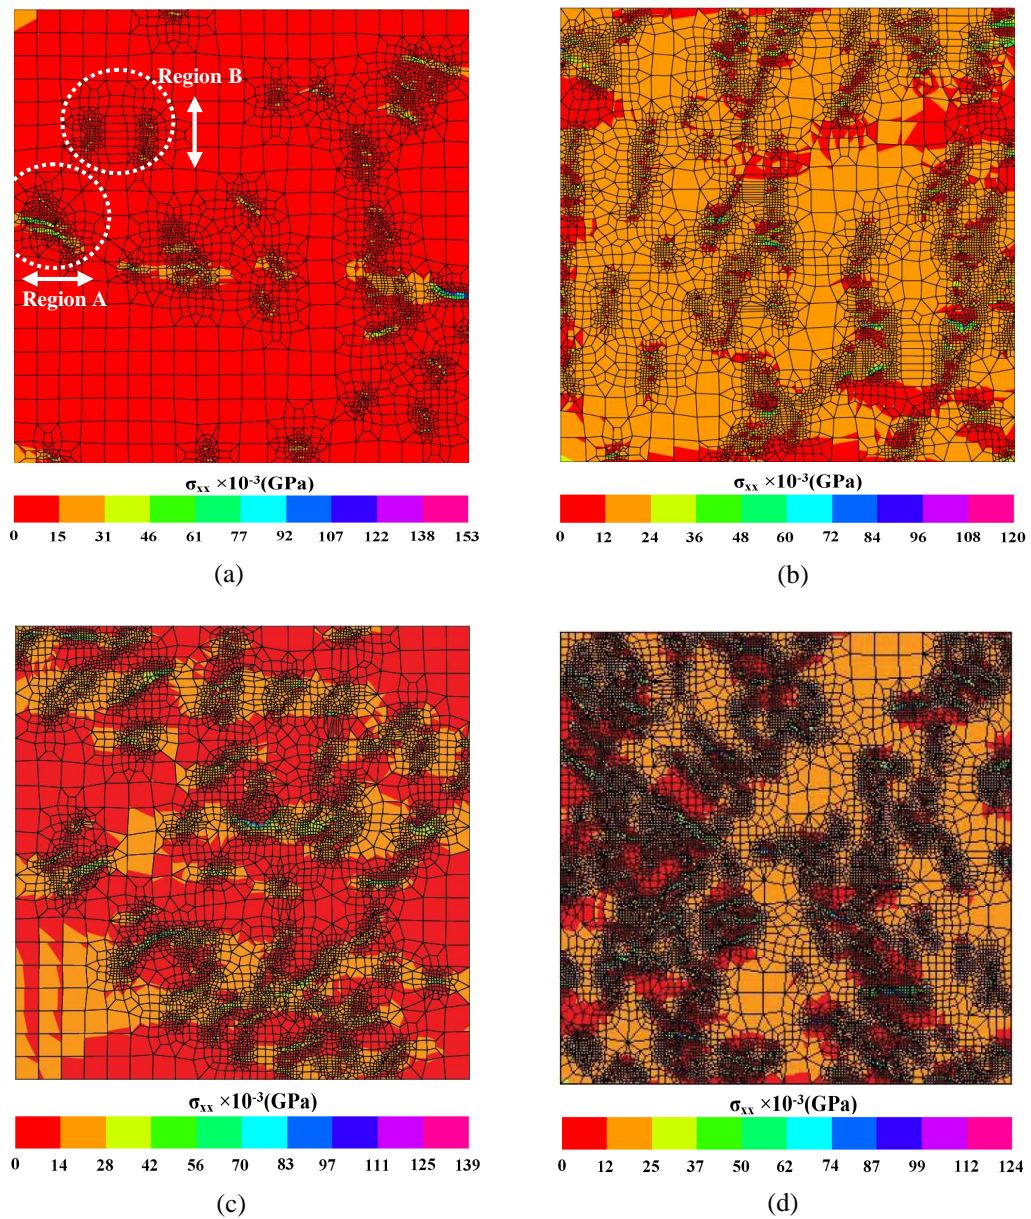 Region B
Region A
σxx ×10-3(GPa)
0 15 31 46 61 77 92 107 122 138 153
(a)
σxx ×10-3(GPa)
0 12 24 36 48 60 72 84 96 108 120
(b)
σxx ×10-3(GPa)
0 14 28 42 56 70 83 97 111 125 139
(c)
σxx ×10-3(GPa)
0 12 25 37 50 62 74 87 99 112 124
(d)